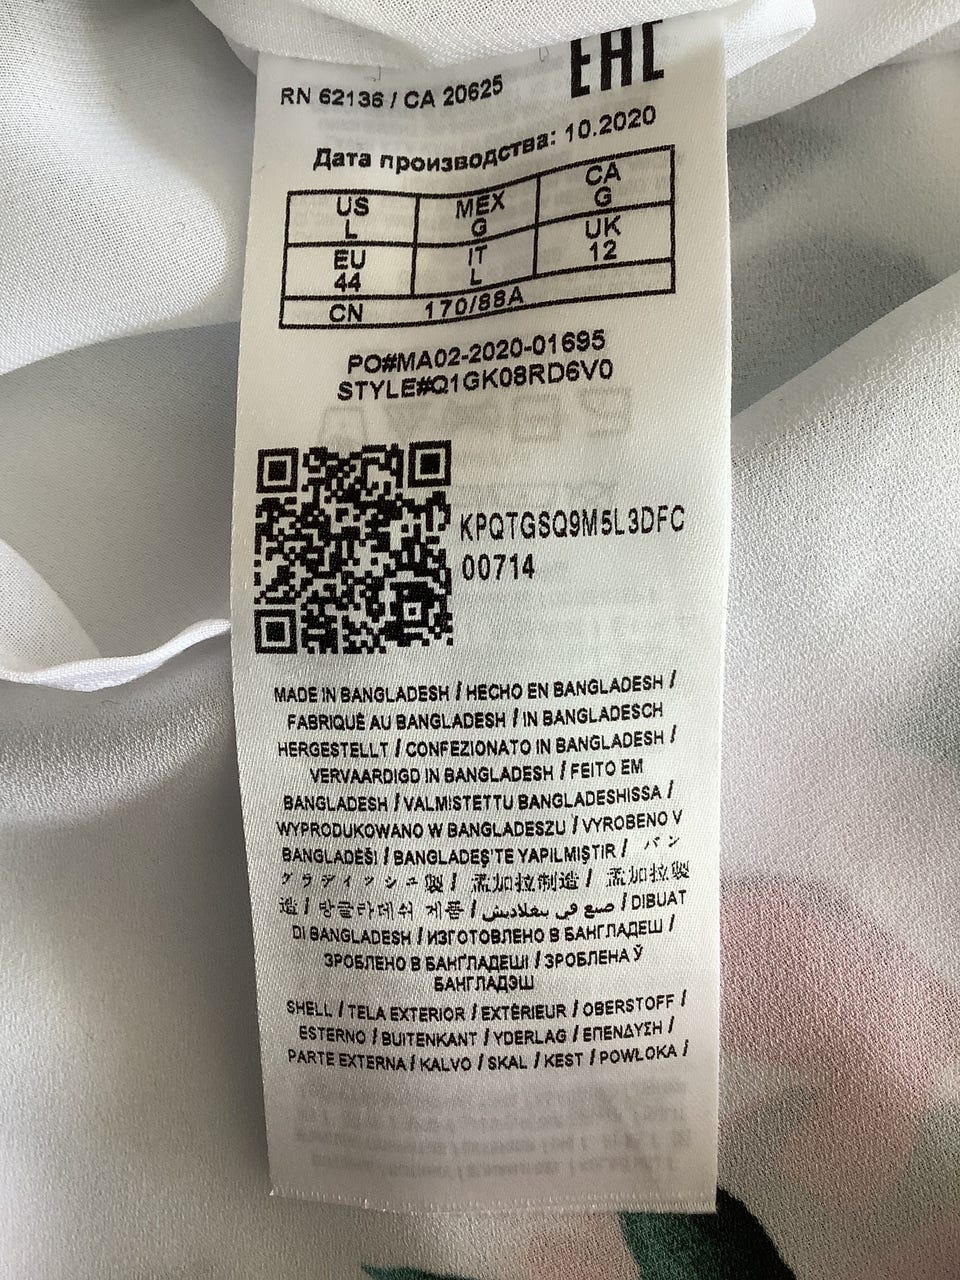 EAC
RN 62136 / CA 20625
Дата производства: 10.2020
US MEX CA
L G G
EU IT UK
44 L 12
CN 170/88A
PO#MA02-2020-01695
STYLE#Q1GK08RD6V0
KPQTGSQ9M5L3DFC
00714
MADE IN BANGLADESH / HECHO EN BANGLADESH /
FABRIQUÉ AU BANGLADESH / IN BANGLADESCH
HERGESTELLT / CONFEZIONATO IN BANGLADESH /
VERVAARDIGD IN BANGLADESH / FEITO EM
BANGLADESH / VALMISTETTU BANGLADESHISSA /
WYPRODUKOWANO W BANGLADESZU / VYROBENO V
BANGLADÉŠI / BANGLADEŞ'TE YAPILMIŞTIR / バン
グラディッシュ製 / 孟加拉制造 / 孟加拉製
造 / 방글라데쉬 제품 / صنع في بنغلاديش / DIBUAT
DI BANGLADESH / ИЗГОТОВЛЕНО В БАНГЛАДЕШ /
ЗРОБЛЕНО В БАНГЛАДЕШІ / ЗРОБЛЕНА Ў
БАНГЛАДЭШ
SHELL / TELA EXTERIOR / EXTÉRIEUR / OBERSTOFF /
ESTERNO / BUITENKANT / YDERLAG / ΕΠΕΝΔΥΣΗ /
PARTE EXTERNA / KALVO / SKAL / KEST / POWŁOKA /